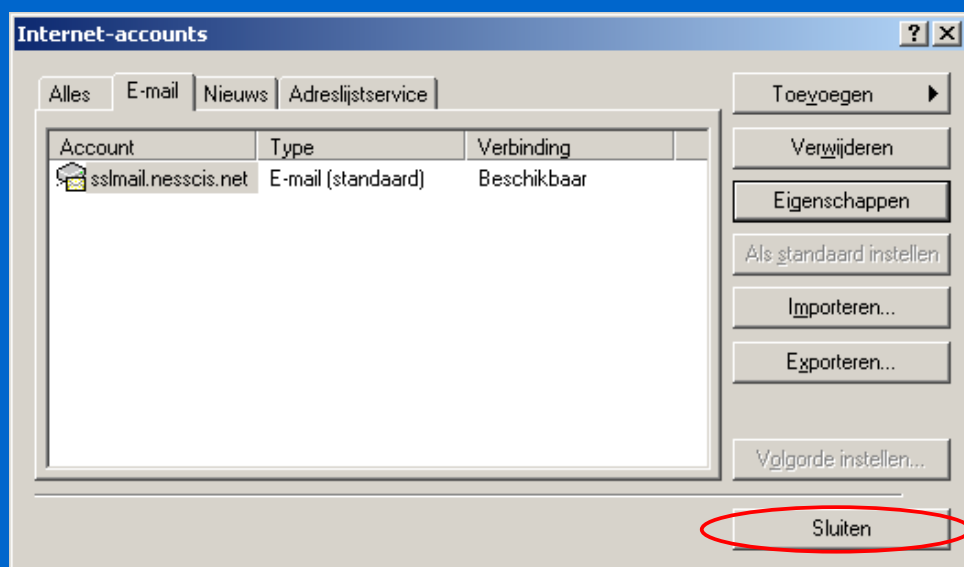 Internet-accounts
Alles E-mail Nieuws Adreslijstservice
Account Type Verbinding
sslmail.nesscis.net E-mail (standaard) Beschikbaar
Toevoegen
Verwijderen
Eigenschappen
Als standaard instellen
Importeren...
Exporteren...
Volgorde instellen...
Sluiten